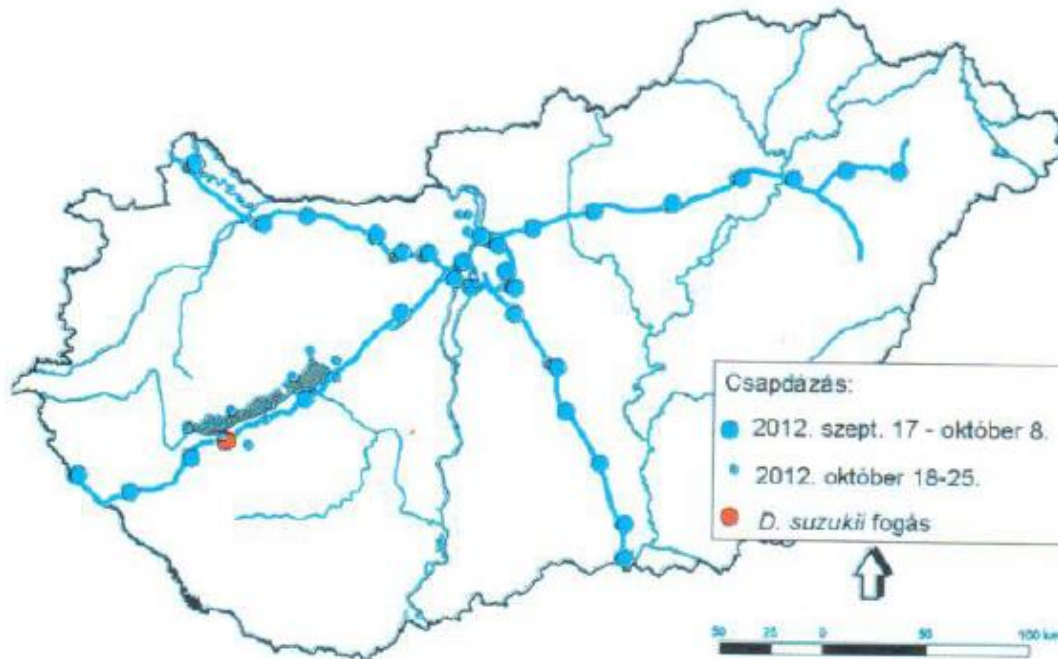 Csapdázás:
2012. szept. 17 - október 8.
2012. október 18-25.
D. suzukii fogás
50 25 0 50 100 km